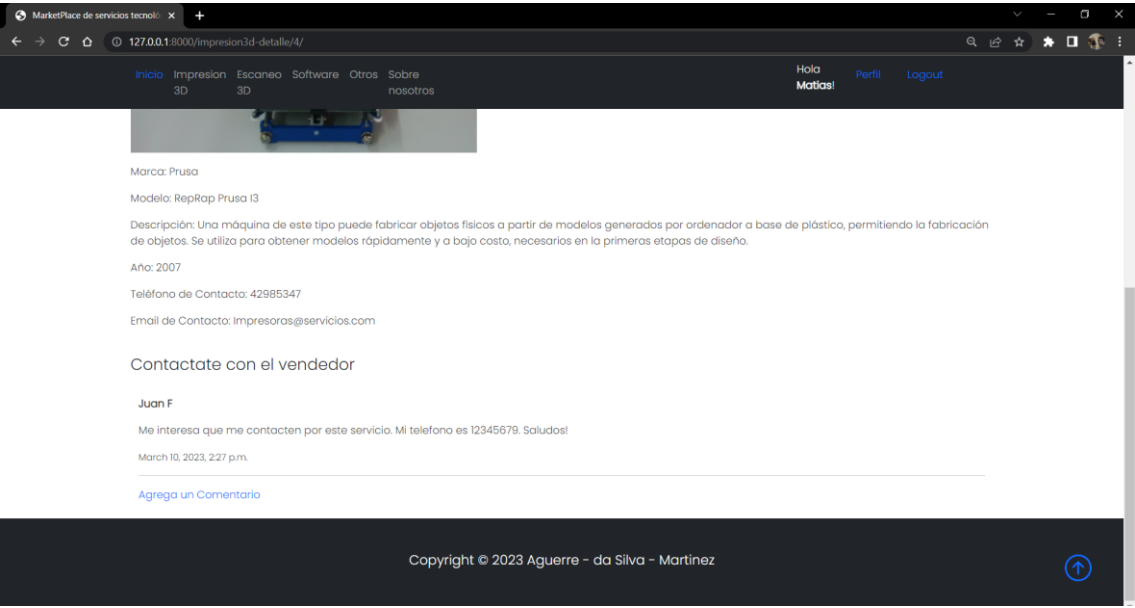 MarketPlace de servicios tecnoló
127.0.0.1:8000/impresion3d-detalle/4/
Inicio Impresion 3D Escaneo 3D Software Otros Sobre nosotros
Hola Matias! Perfil Logout
Marca: Prusa
Modelo: RepRap Prusa I3
Descripción: Una máquina de este tipo puede fabricar objetos físicos a partir de modelos generados por ordenador a base de plástico, permitiendo la fabricación
de objetos. Se utiliza para obtener modelos rápidamente y a bajo costo, necesarios en la primeras etapas de diseño.
Año: 2007
Teléfono de Contacto: 42985347
Email de Contacto: Impresoras@servicios.com
Contactate con el vendedor
Juan F
Me interesa que me contacten por este servicio. Mi telefono es 12345679. Saludos!
March 10, 2023, 2:27 p.m.
Agrega un Comentario
Copyright © 2023 Aguerre - da Silva - Martinez